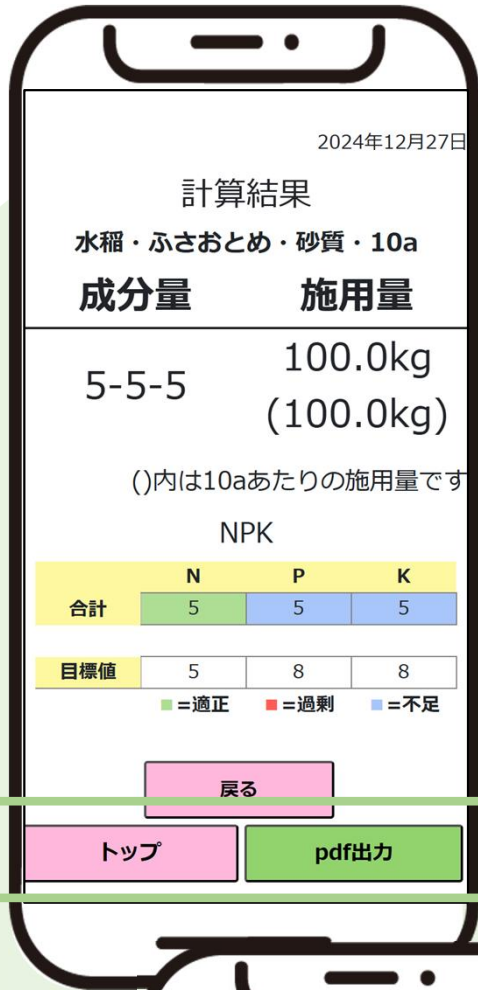 2024年12月27日
計算結果
水稲・ふさおとめ・砂質・10a
成分量 施用量
5-5-5 100.0kg
(100.0kg)
()内は10aあたりの施用量です
NPK
N P K
合計 5 5 5
目標値 5 8 8
■=適正 ■=過剰 ■=不足
戻る
トップ pdf出力